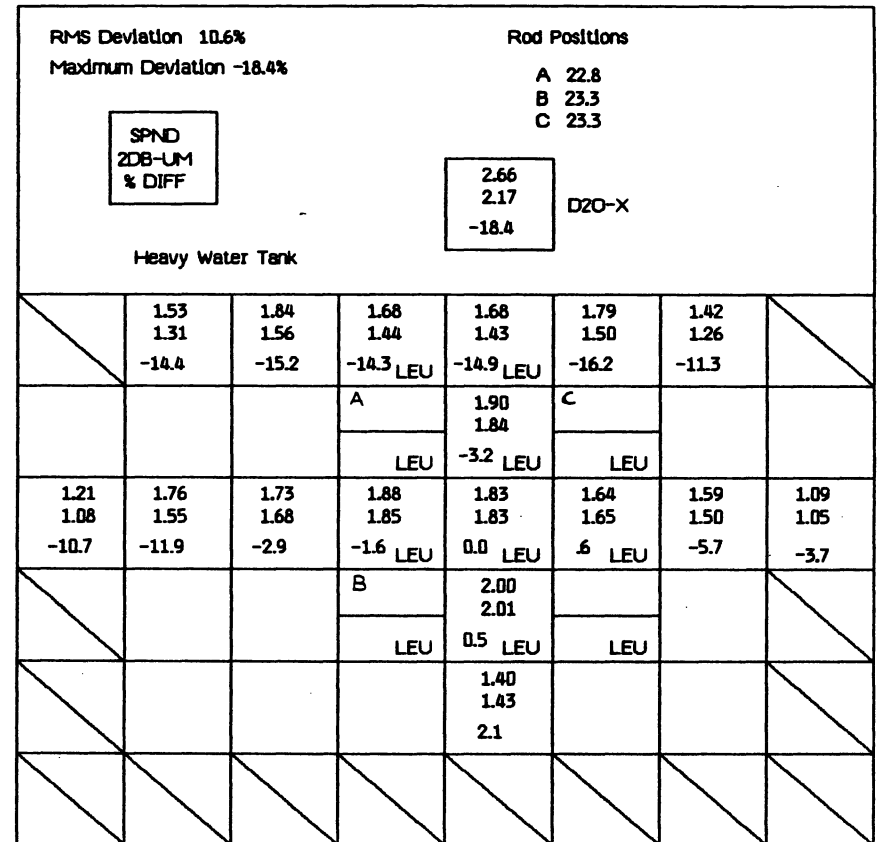 RMS Deviation 10.6%
Maximum Deviation -18.4%
Rod Positions
A 22.8
B 23.3
C 23.3
SPND
2DB-UM
% DIFF
2.66
2.17
-18.4
D2O-X
Heavy Water Tank
1.53 1.84 1.68 1.68 1.79 1.42
1.31 1.56 1.44 1.43 1.50 1.26
-14.4 -15.2 -14.3 LEU -14.9 LEU -16.2 -11.3
A 1.90 C
1.84
LEU -3.2 LEU LEU
1.21 1.76 1.73 1.88 1.83 1.64 1.59 1.09
1.08 1.55 1.68 1.85 1.83 1.65 1.50 1.05
-10.7 -11.9 -2.9 -1.6 LEU 0.0 LEU .6 LEU -5.7 -3.7
B 2.00
2.01
LEU 0.5 LEU LEU
1.40
1.43
2.1